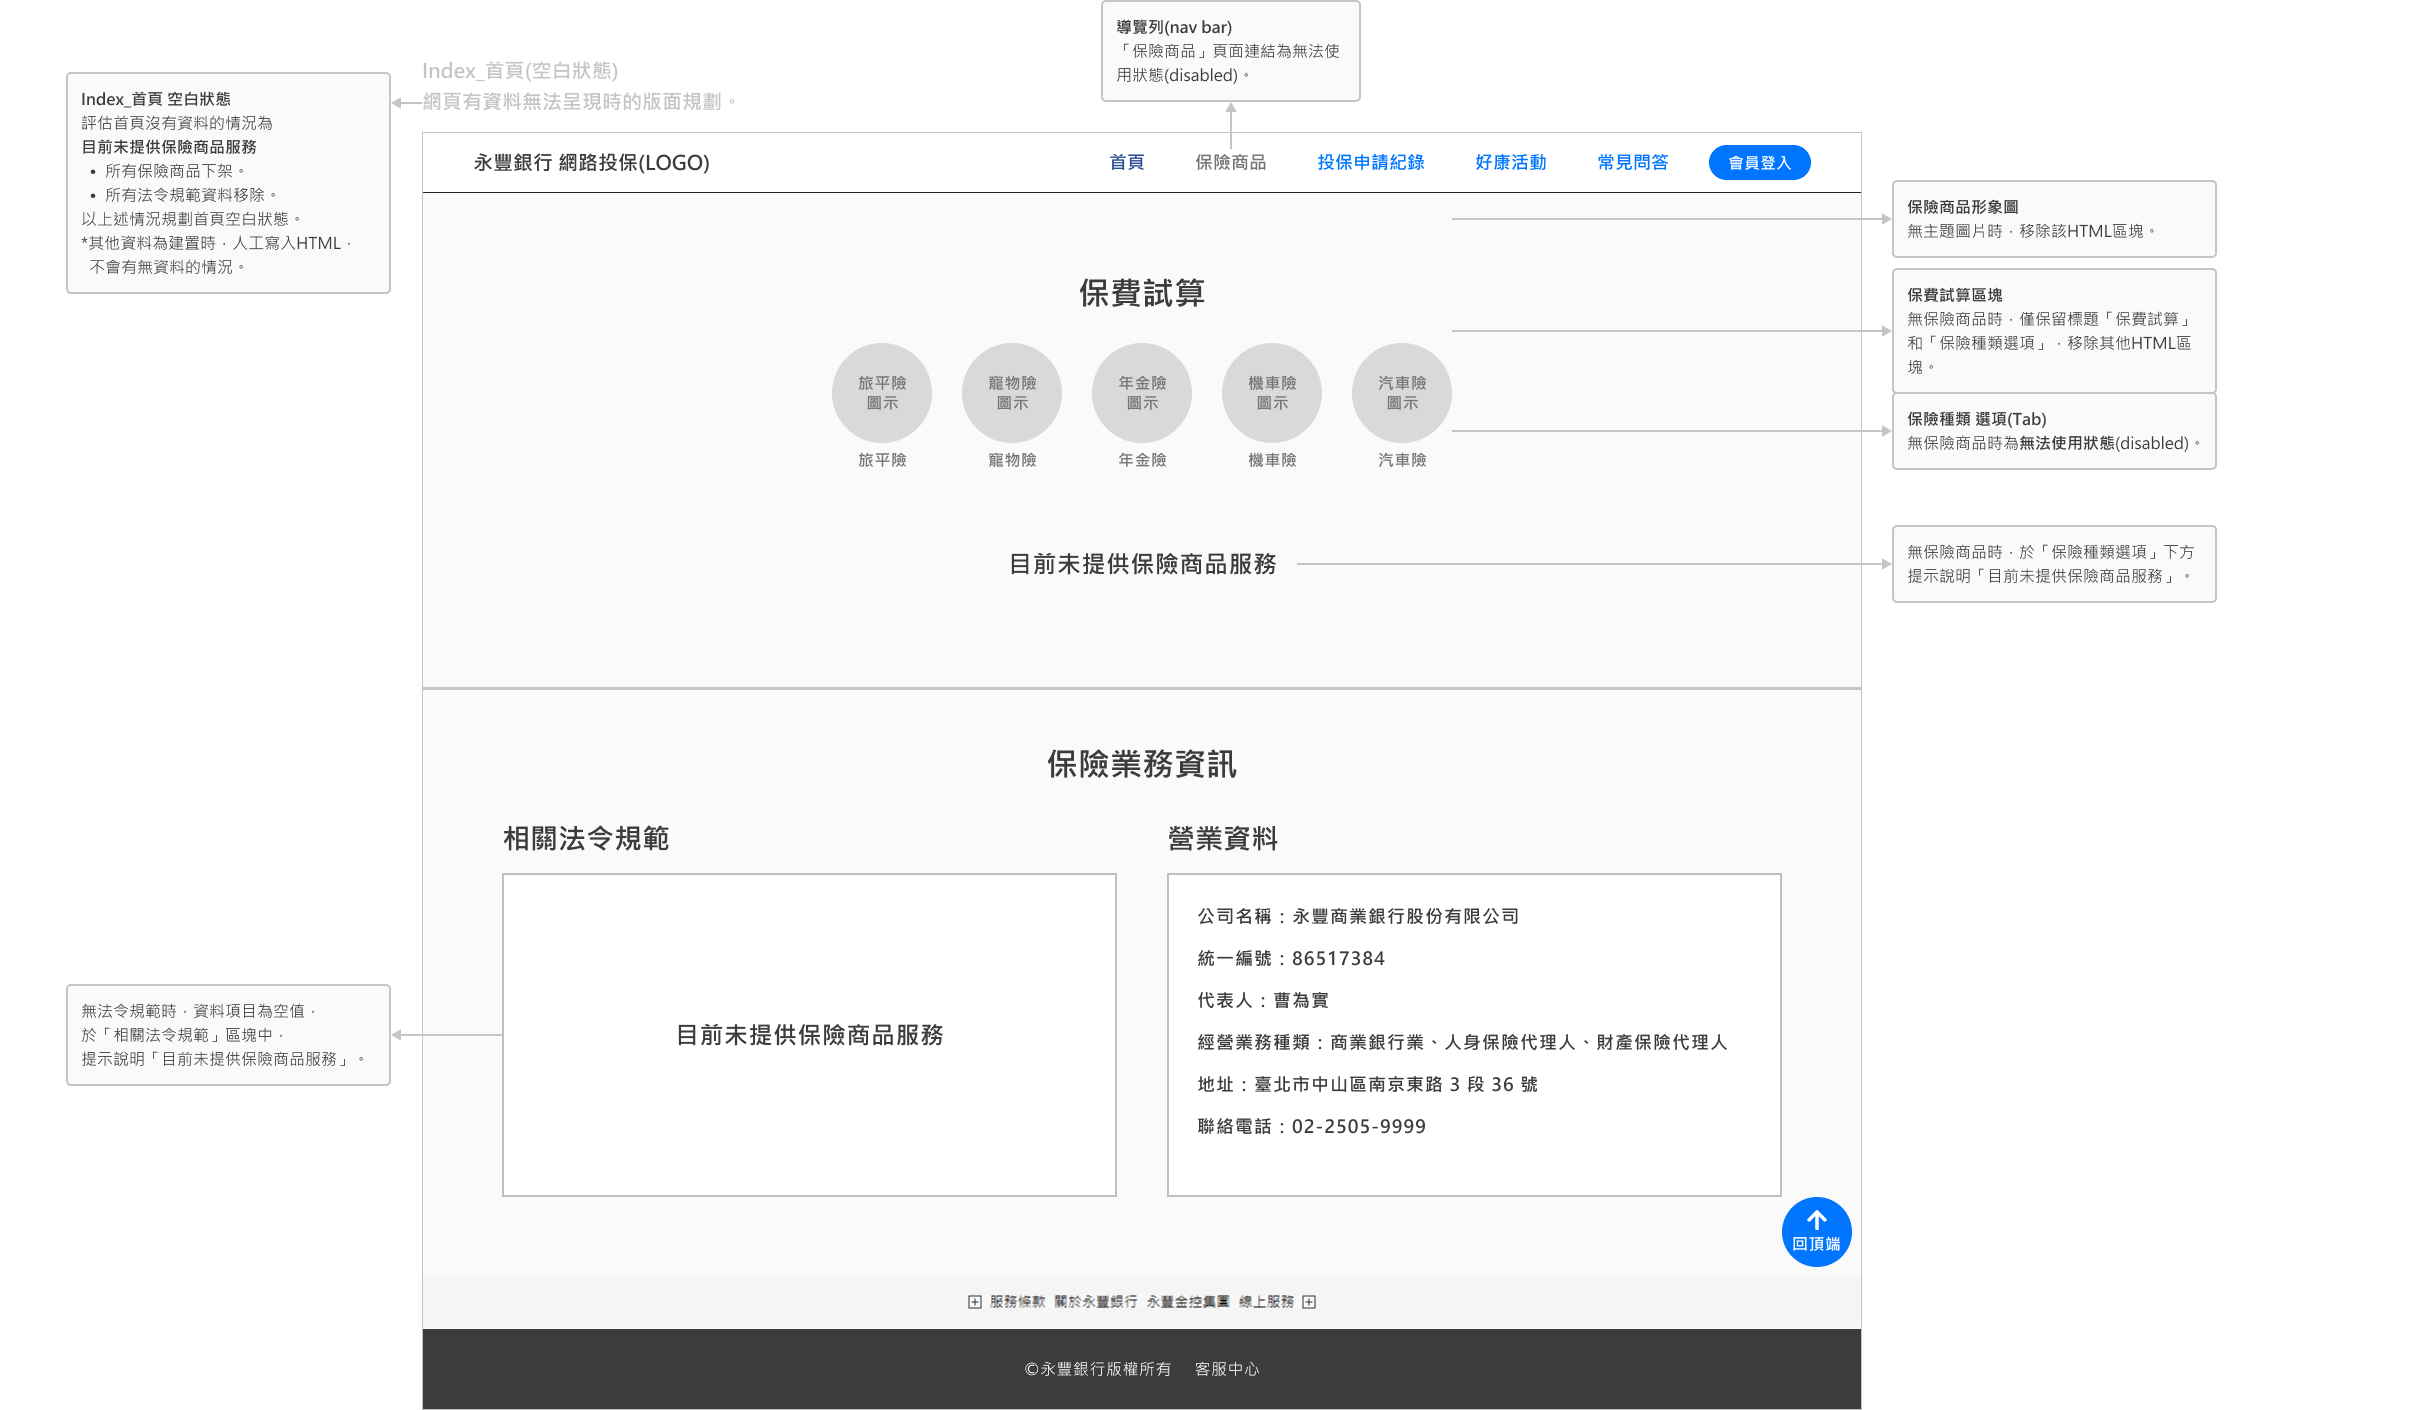 導覽列(nav bar)
「保險商品」頁面連結為無法使
用狀態(disabled)。
Index_首頁(空白狀態)
網頁有資料無法呈現時的版面規劃。
Index_首頁 空白狀態
評估首頁沒有資料的情況為
目前未提供保險商品服務
• 所有保險商品下架。
• 所有法令規範資料移除。
以上述情況規劃首頁空白狀態。
*其他資料為建置時，人工寫入HTML，
不會有無資料的情況。
永豐銀行 網路投保(LOGO)
首頁
保險商品
投保申請紀錄
好康活動
常見問答
會員登入
保險商品形象圖
無主題圖片時，移除該HTML區塊。
保費試算
保費試算區塊
無保險商品時，僅保留標題「保費試算」
和「保險種類選項」，移除其他HTML區
塊。
旅平險
圖示
寵物險
圖示
年金險
圖示
機車險
圖示
汽車險
圖示
旅平險
寵物險
年金險
機車險
汽車險
保險種類 選項(Tab)
無保險商品時為無法使用狀態(disabled)。
目前未提供保險商品服務
無保險商品時，於「保險種類選項」下方
提示說明「目前未提供保險商品服務」。
保險業務資訊
相關法令規範
目前未提供保險商品服務
無法令規範時，資料項目為空值，
於「相關法令規範」區塊中，
提示說明「目前未提供保險商品服務」。
營業資料
公司名稱：永豐商業銀行股份有限公司
統一編號：86517384
代表人：曹為實
經營業務種類：商業銀行業、人身保險代理人、財產保險代理人
地址：臺北市中山區南京東路 3 段 36 號
聯絡電話：02-2505-9999
回頂端
服務條款 關於永豐銀行 永豐金控集團 線上服務
©永豐銀行版權所有 客服中心